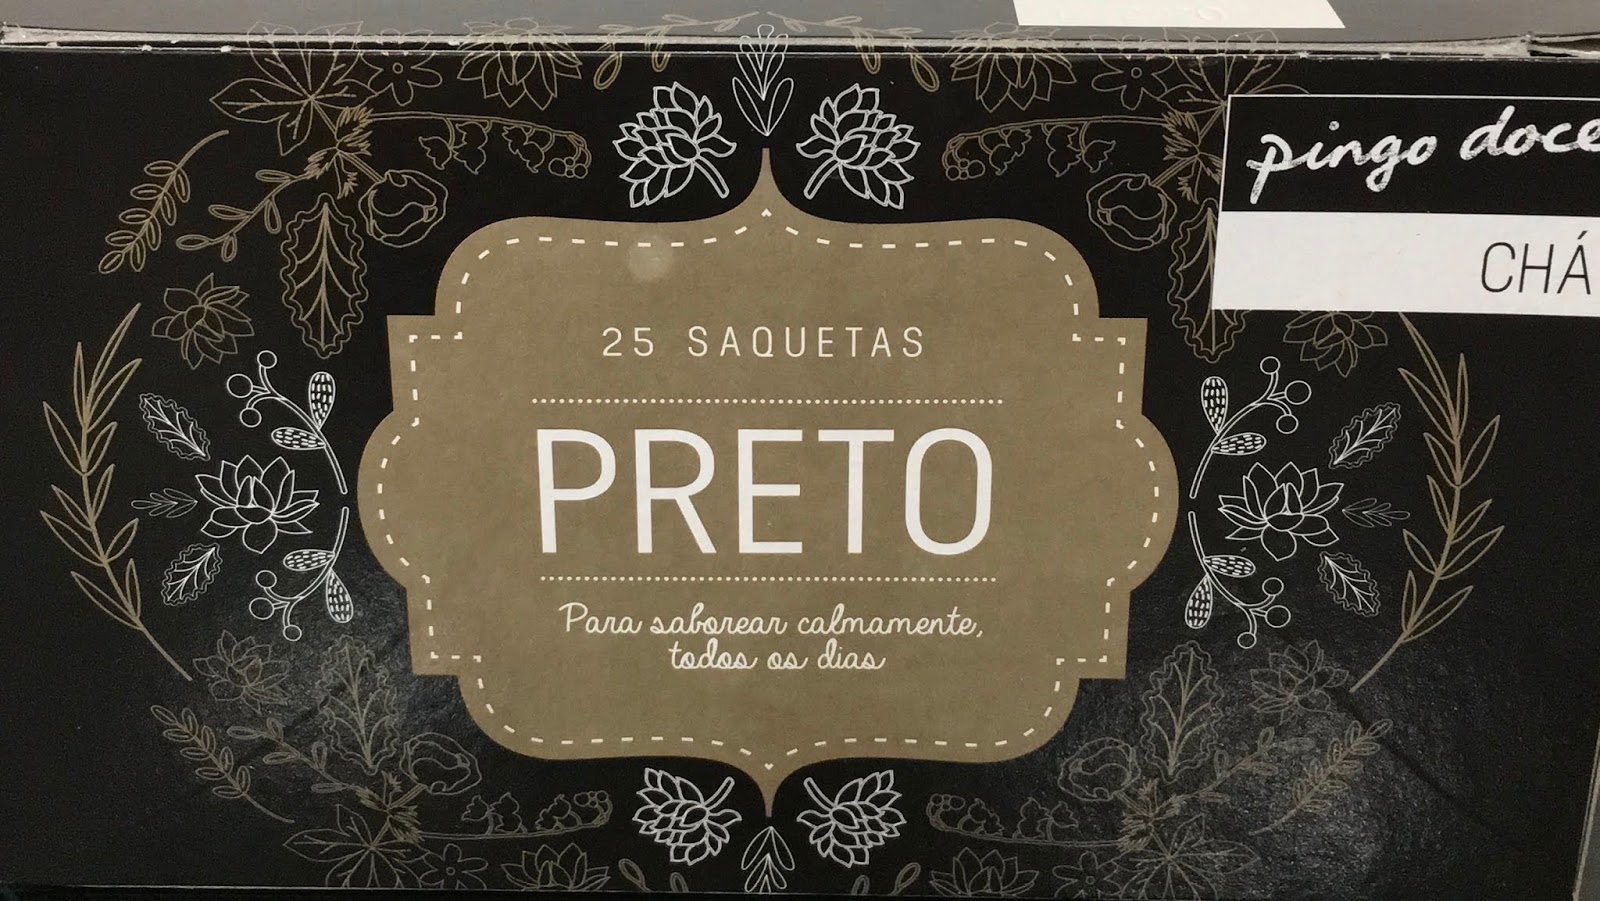 pingo doce
CHÁ
25 SAQUETAS
PRETO
Para saborear calmamente,
todos os dias